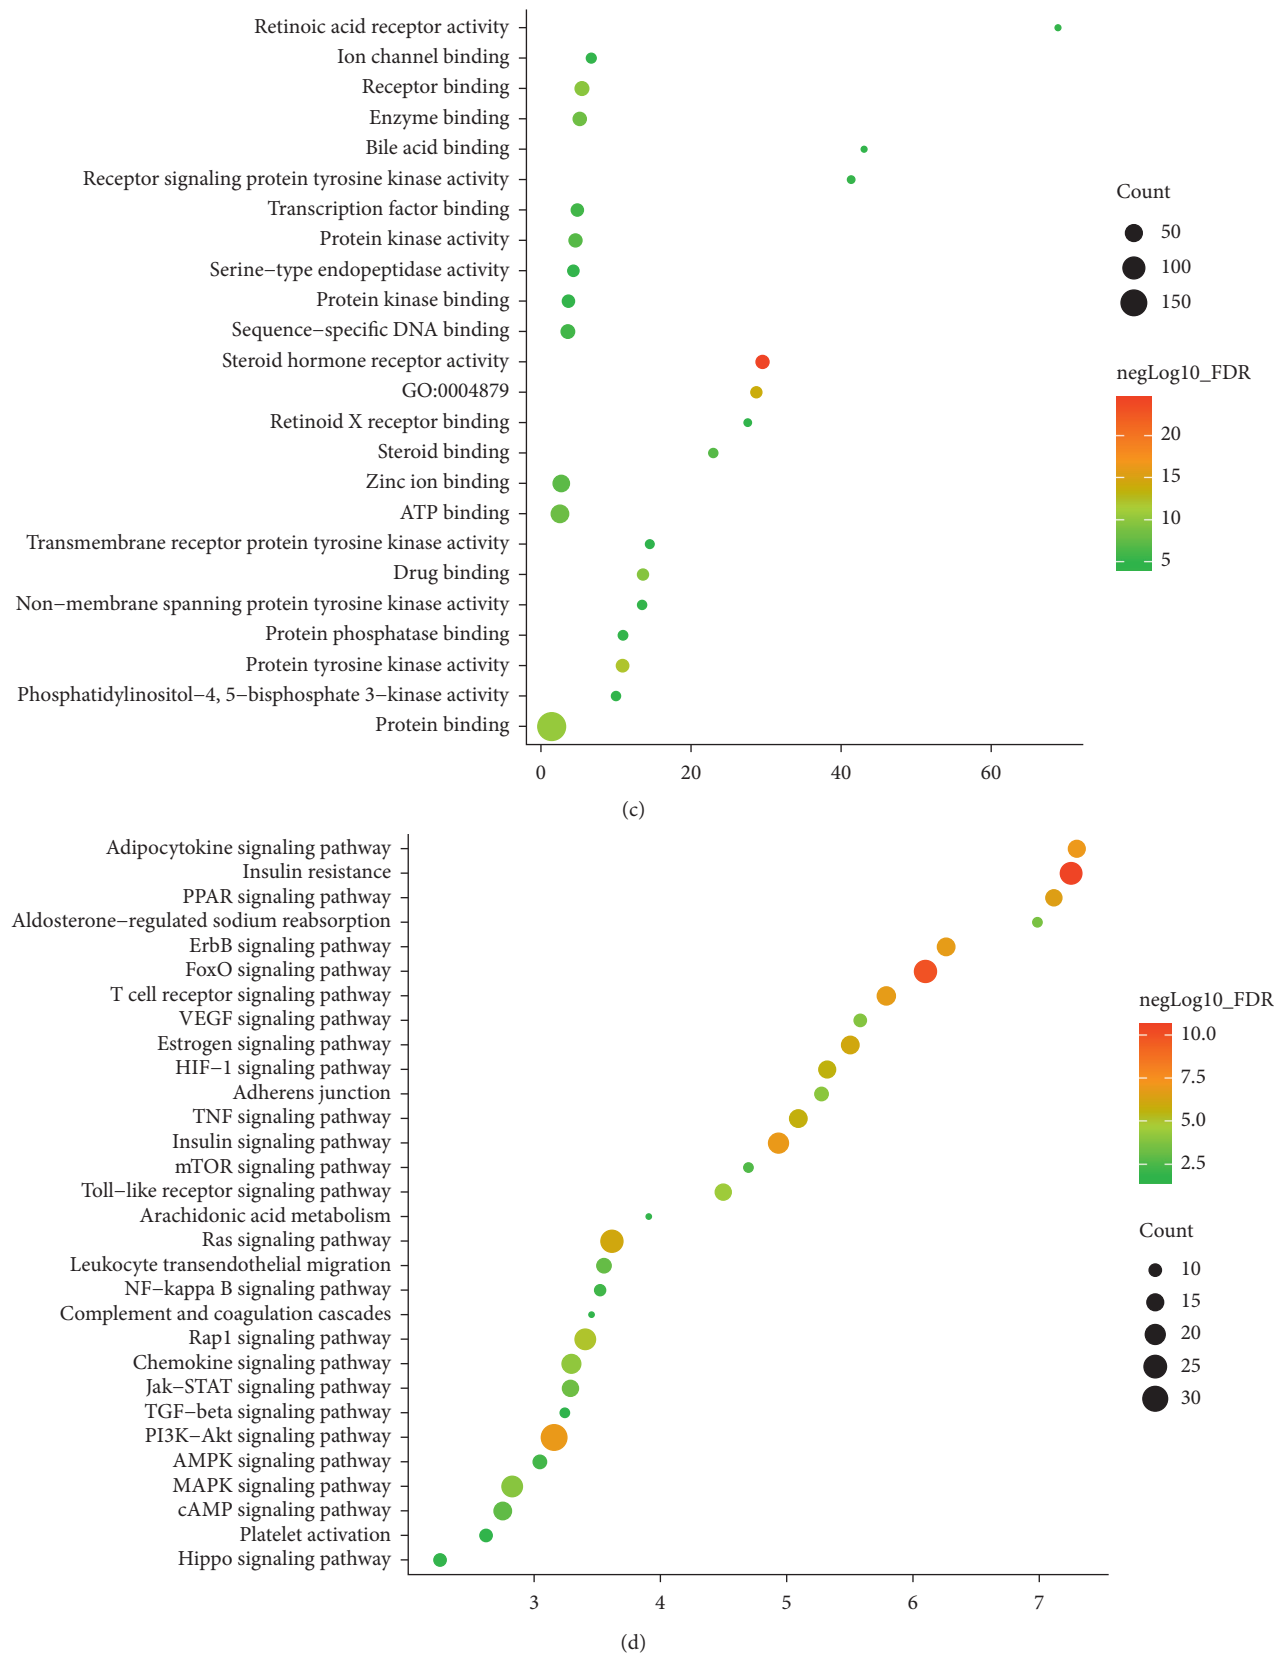 Retinoic acid receptor activity
Ion channel binding
Receptor binding
Enzyme binding
Bile acid binding
Receptor signaling protein tyrosine kinase activity
Transcription factor binding
Protein kinase activity
Serine−type endopeptidase activity
Protein kinase binding
Sequence−specific DNA binding
Steroid hormone receptor activity
GO:0004879
Retinoid X receptor binding
Steroid binding
Zinc ion binding
ATP binding
Transmembrane receptor protein tyrosine kinase activity
Drug binding
Non−membrane spanning protein tyrosine kinase activity
Protein phosphatase binding
Protein tyrosine kinase activity
Phosphatidylinositol−4, 5−bisphosphate 3−kinase activity
Protein binding
0 20 40 60
Count
50
100
150
negLog10_FDR
20
15
10
5
(c)
Adipocytokine signaling pathway
Insulin resistance
PPAR signaling pathway
Aldosterone−regulated sodium reabsorption
ErbB signaling pathway
FoxO signaling pathway
T cell receptor signaling pathway
VEGF signaling pathway
Estrogen signaling pathway
HIF−1 signaling pathway
Adherens junction
TNF signaling pathway
Insulin signaling pathway
mTOR signaling pathway
Toll−like receptor signaling pathway
Arachidonic acid metabolism
Ras signaling pathway
Leukocyte transendothelial migration
NF−kappa B signaling pathway
Complement and coagulation cascades
Rap1 signaling pathway
Chemokine signaling pathway
Jak−STAT signaling pathway
TGF−beta signaling pathway
PI3K−Akt signaling pathway
AMPK signaling pathway
MAPK signaling pathway
cAMP signaling pathway
Platelet activation
Hippo signaling pathway
3 4 5 6 7
negLog10_FDR
10.0
7.5
5.0
2.5
Count
10
15
20
25
30
(d)